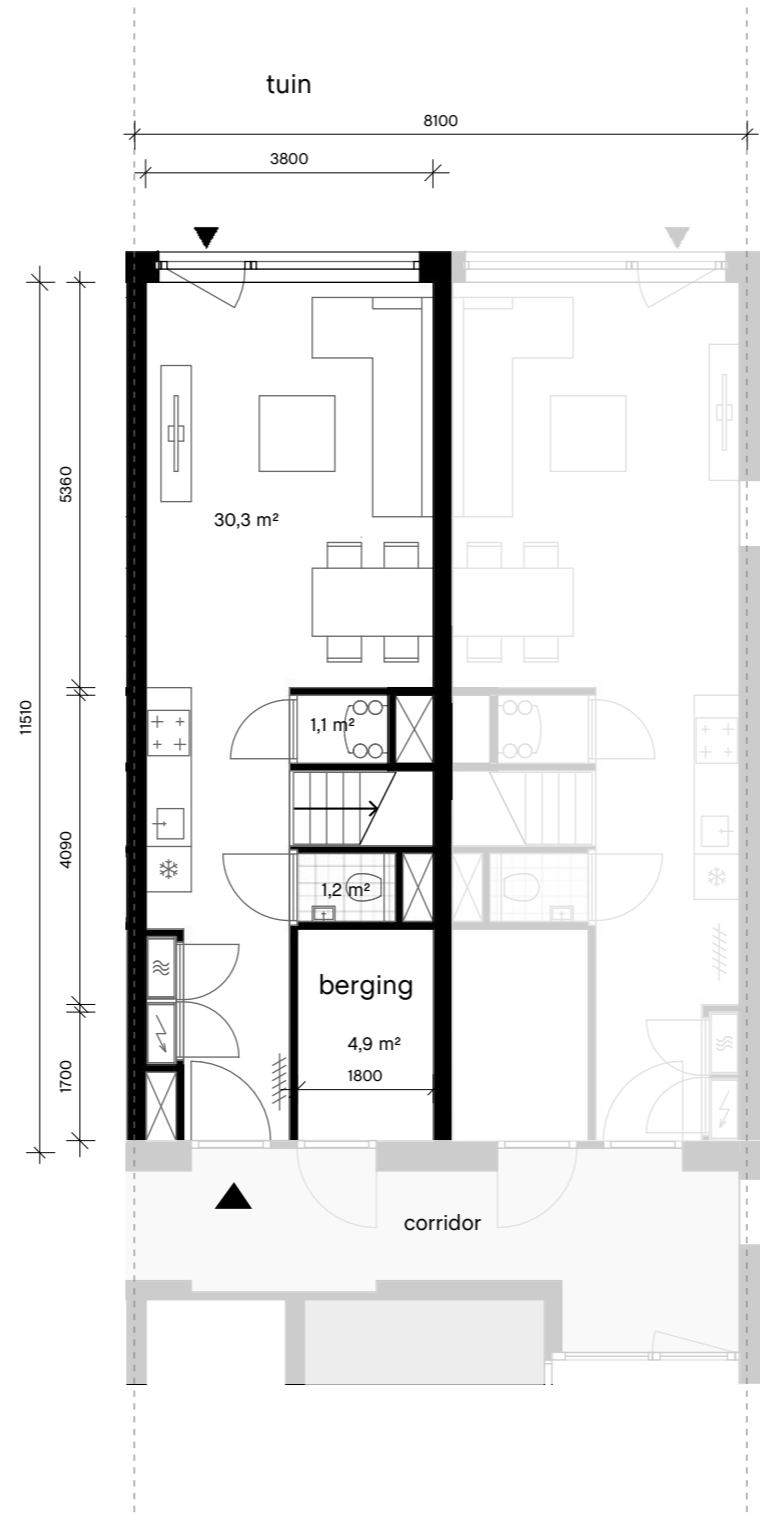 tuin
8100
3800
5360
30,3 m²
11510
1,1 m²
4090
1,2 m²
berging
4,9 m²
1800
1700
corridor